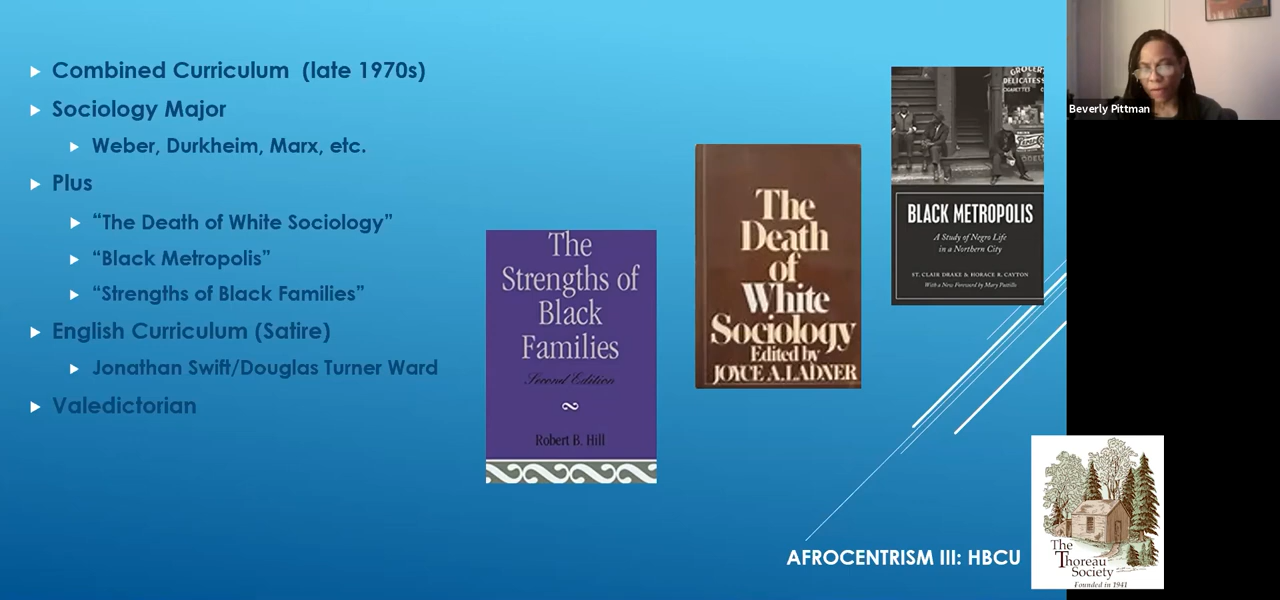 Combined Curriculum (late 1970s)
Sociology Major
Weber, Durkheim, Marx, etc.
Plus
“The Death of White Sociology”
“Black Metropolis”
“Strengths of Black Families”
English Curriculum (Satire)
Jonathan Swift/Douglas Turner Ward
Valedictorian
The
Strengths of
Black
Families
Second Edition
Robert B. Hill
The
Death
of
White
Sociology
Edited by
JOYCE A. LADNER
GROCER
DELICATES
CIGARETTES
BLACK METROPOLIS
A Study of Negro Life
in a Northern City
ST. CLAIR DRAKE & HORACE R. CAYTON
With a New Foreword by Mary Pattillo
Beverly Pittman
AFROCENTRISM III: HBCU
The
Thoreau
Society
Founded in 1941